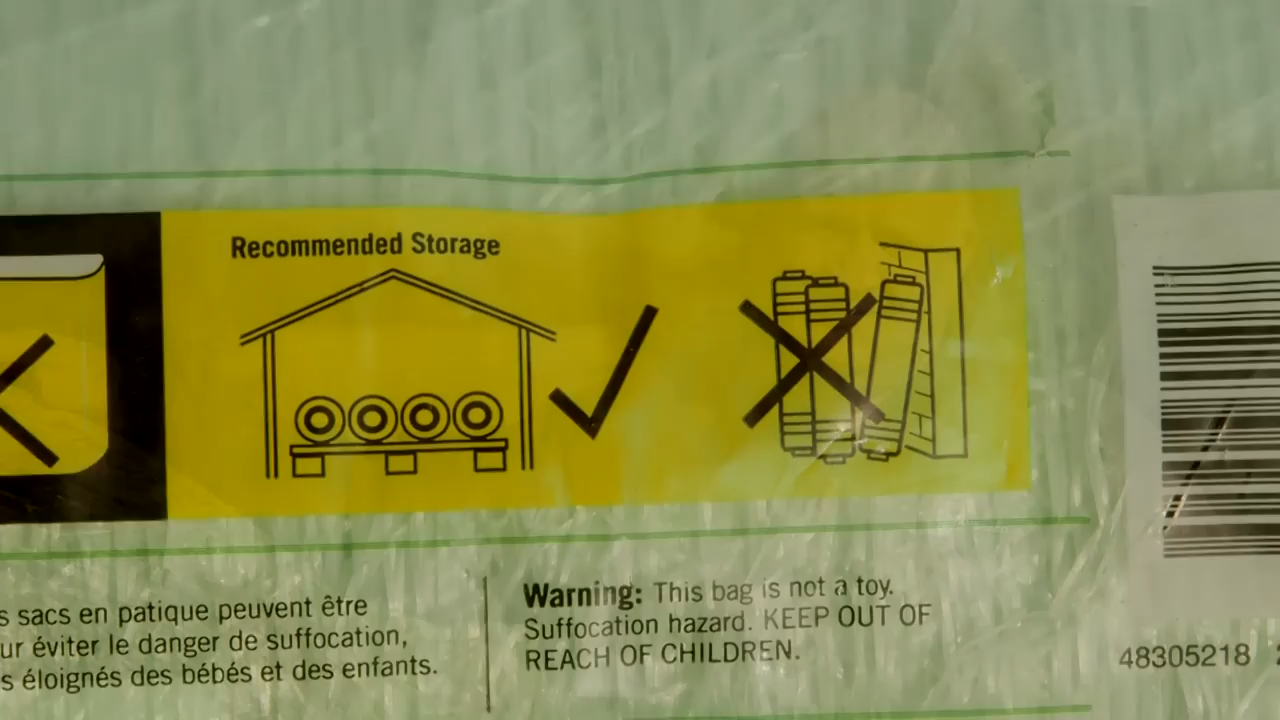 Recommended Storage
s sacs en patique peuvent être
ur éviter le danger de suffocation,
s éloignés des bébés et des enfants.
Warning: This bag is not a toy.
Suffocation hazard. KEEP OUT OF
REACH OF CHILDREN.
48305218